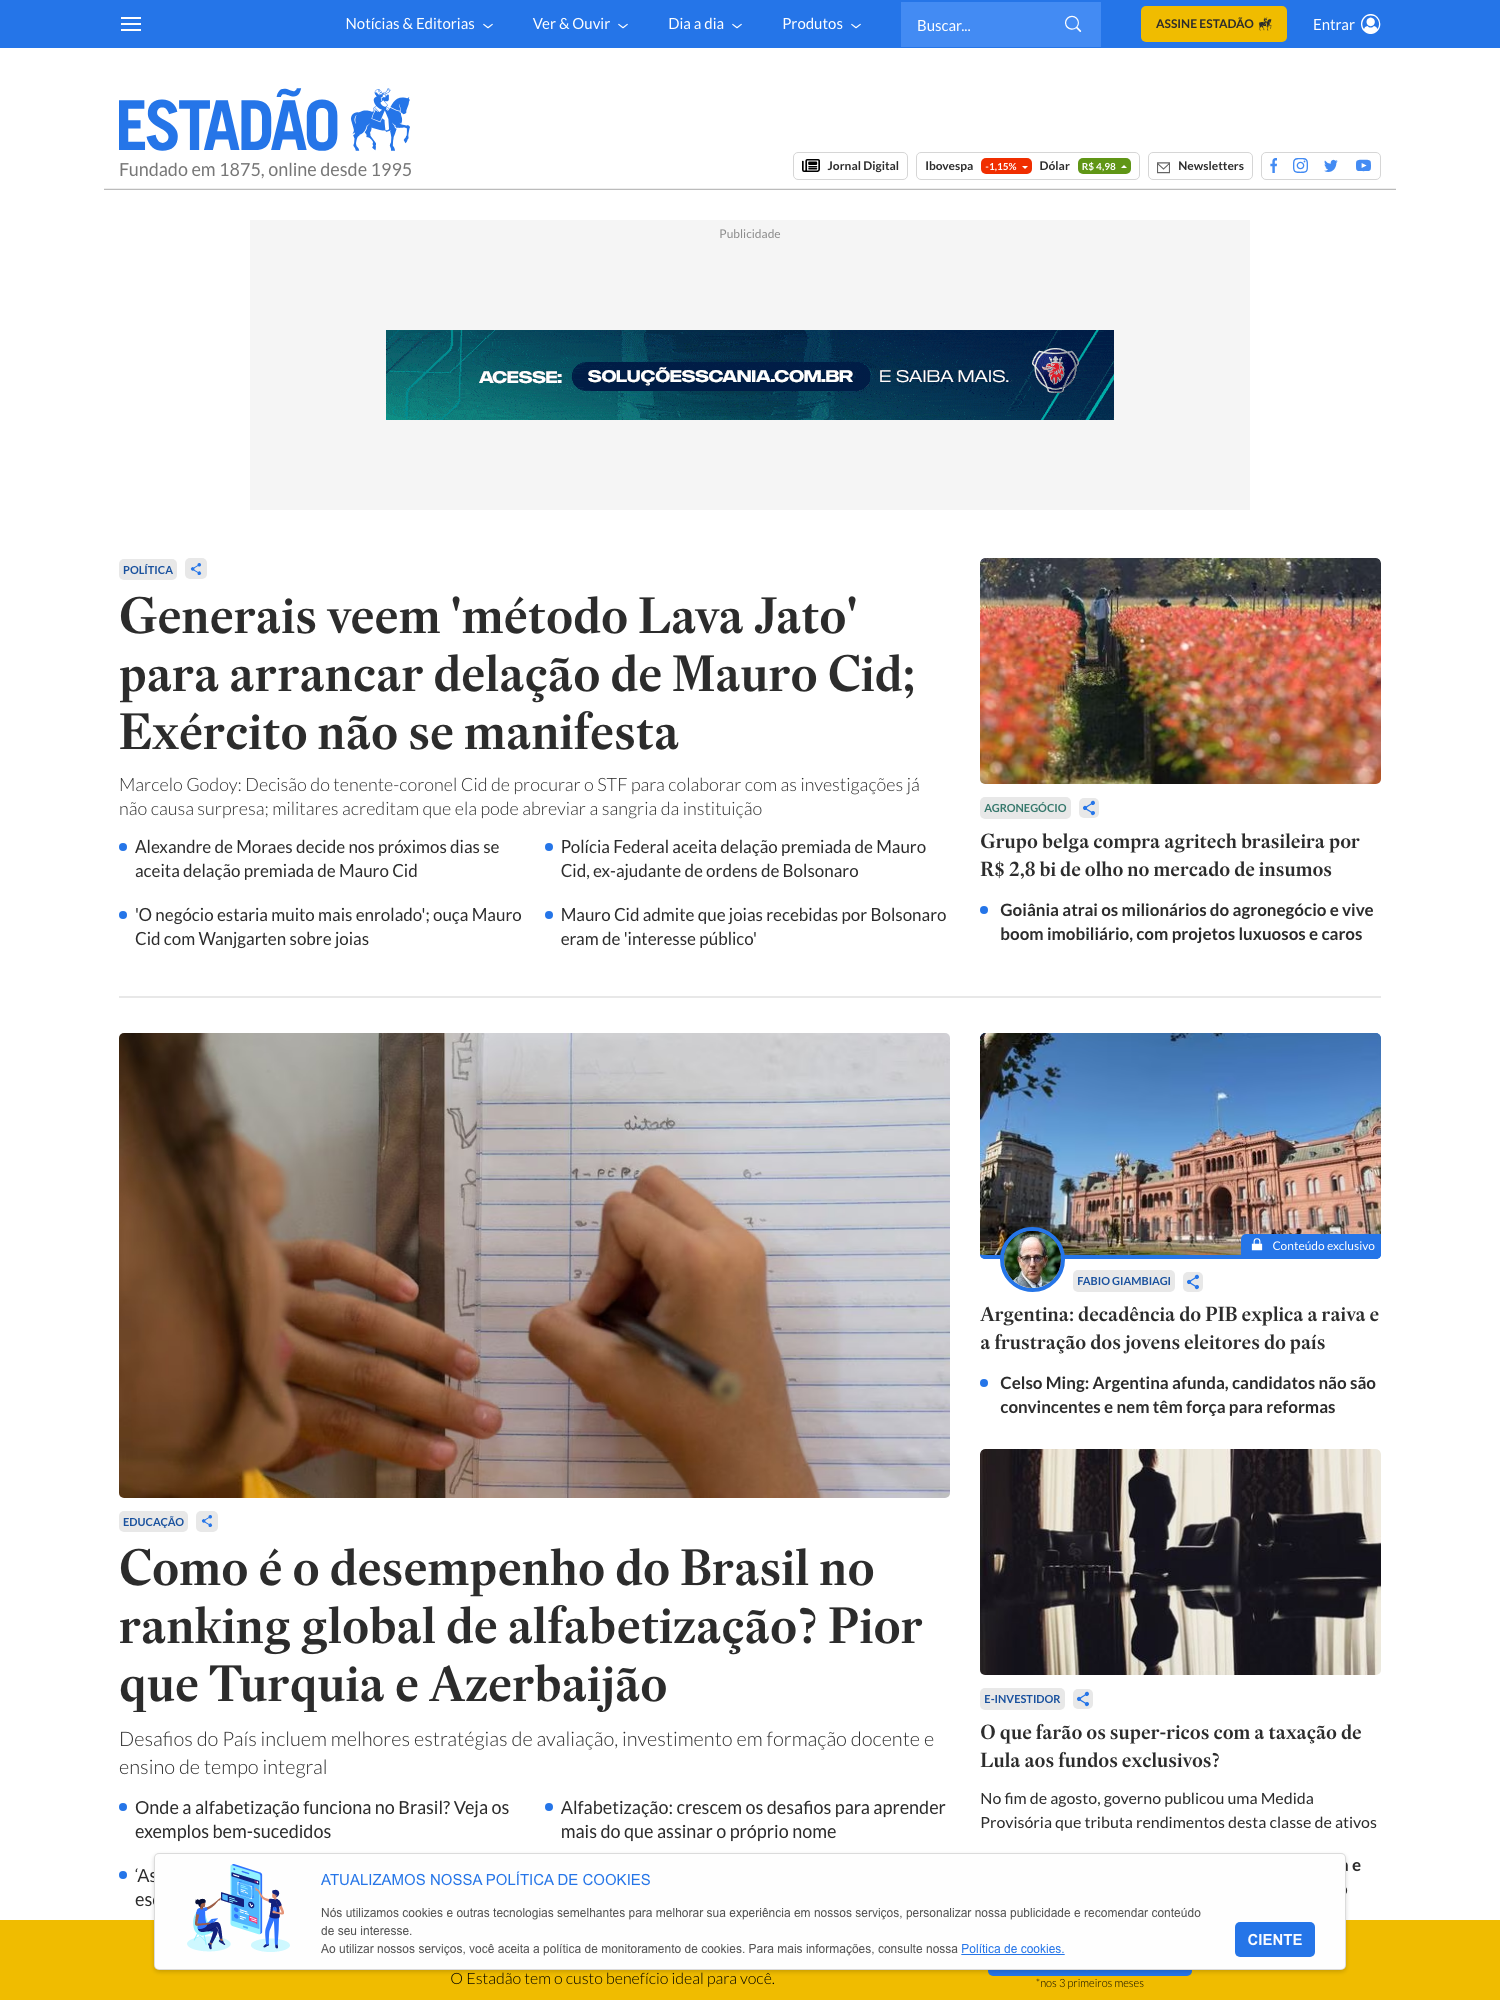 Notícias & Editorias
Ver & Ouvir
Dia a dia
Produtos
Buscar...
ASSINE ESTADÃO
Entrar
ESTADÃO
Fundado em 1875, online desde 1995
Jornal Digital
Ibovespa -1,15% Dólar R$ 4,98
Newsletters
Publicidade
ACESSE: SOLUÇÕESSCANIA.COM.BR E SAIBA MAIS.
POLÍTICA
Generais veem 'método Lava Jato'
para arrancar delação de Mauro Cid;
Exército não se manifesta
Marcelo Godoy: Decisão do tenente-coronel Cid de procurar o STF para colaborar com as investigações já
não causa surpresa; militares acreditam que ela pode abreviar a sangria da instituição
Alexandre de Moraes decide nos próximos dias se
aceita delação premiada de Mauro Cid
Polícia Federal aceita delação premiada de Mauro
Cid, ex-ajudante de ordens de Bolsonaro
'O negócio estaria muito mais enrolado'; ouça Mauro
Cid com Wanjgarten sobre joias
Mauro Cid admite que joias recebidas por Bolsonaro
eram de 'interesse público'
AGRONEGÓCIO
Grupo belga compra agritech brasileira por
R$ 2,8 bi de olho no mercado de insumos
Goiânia atrai os milionários do agronegócio e vive
boom imobiliário, com projetos luxuosos e caros
ditado
EDUCAÇÃO
Como é o desempenho do Brasil no
ranking global de alfabetização? Pior
que Turquia e Azerbaijão
Desafios do País incluem melhores estratégias de avaliação, investimento em formação docente e
ensino de tempo integral
Onde a alfabetização funciona no Brasil? Veja os
exemplos bem-sucedidos
Alfabetização: crescem os desafios para aprender
mais do que assinar o próprio nome
Conteúdo exclusivo
FABIO GIAMBIAGI
Argentina: decadência do PIB explica a raiva e
a frustração dos jovens eleitores do país
Celso Ming: Argentina afunda, candidatos não são
convincentes e nem têm força para reformas
E-INVESTIDOR
O que farão os super-ricos com a taxação de
Lula aos fundos exclusivos?
No fim de agosto, governo publicou uma Medida
Provisória que tributa rendimentos desta classe de ativos
ATUALIZAMOS NOSSA POLÍTICA DE COOKIES
Nós utilizamos cookies e outras tecnologias semelhantes para melhorar sua experiência em nossos serviços, personalizar nossa publicidade e recomendar conteúdo
de seu interesse.
Ao utilizar nossos serviços, você aceita a política de monitoramento de cookies. Para mais informações, consulte nossa Política de cookies.
CIENTE
O Estadão tem o custo benefício ideal para você.
*nos 3 primeiros meses